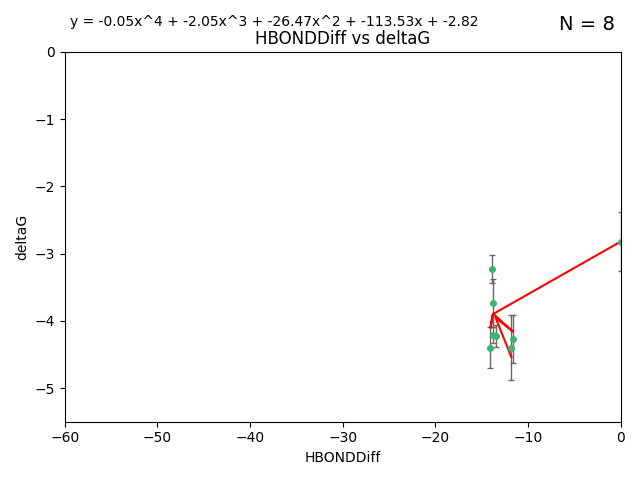 y = -0.05x^4 + -2.05x^3 + -26.47x^2 + -113.53x + -2.82
N = 8
HBONDDiff vs deltaG
0
−1
−2
−3
−4
−5
deltaG
−60 −50 −40 −30 −20 −10 0
HBONDDiff